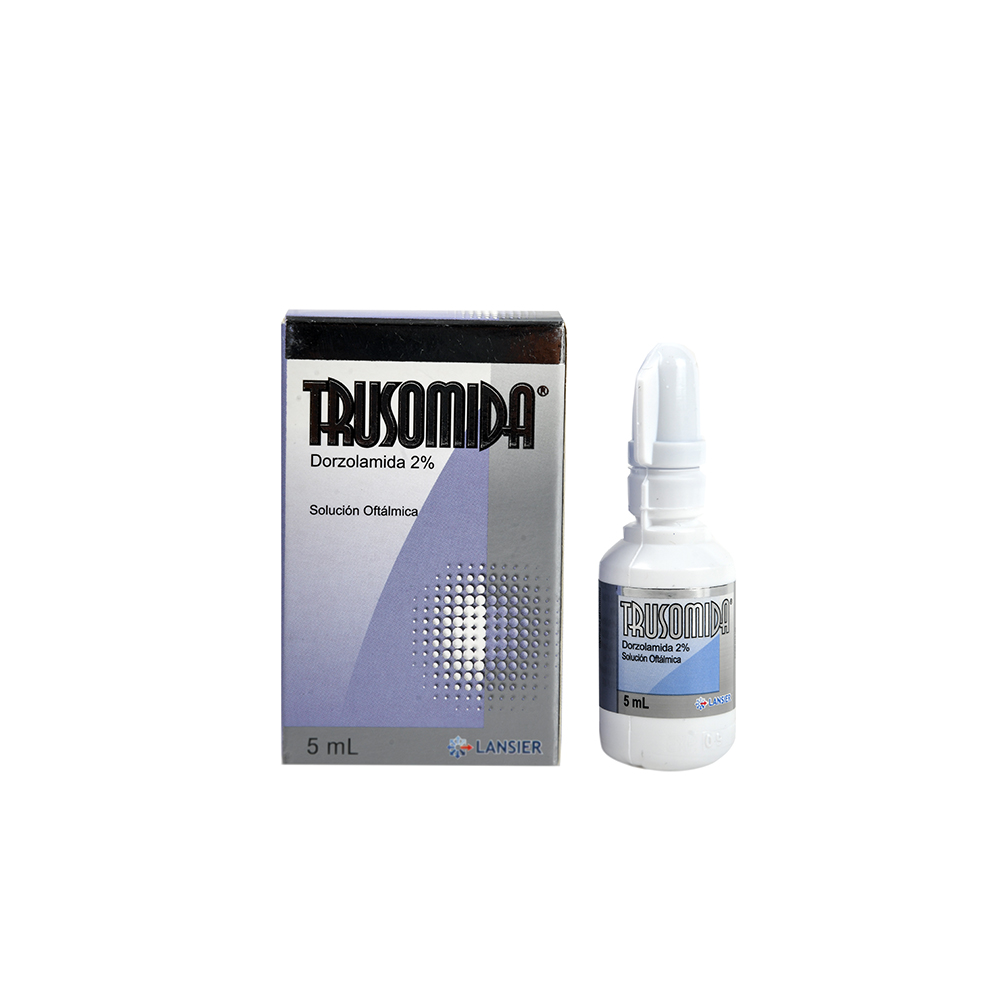 TRUSOMIDA®
Dorzolamida 2%
Solución Oftálmica
5 mL
LANSIER
TRUSOMIDA®
Dorzolamida 2%
Solución Oftálmica
5 mL
LANSIER